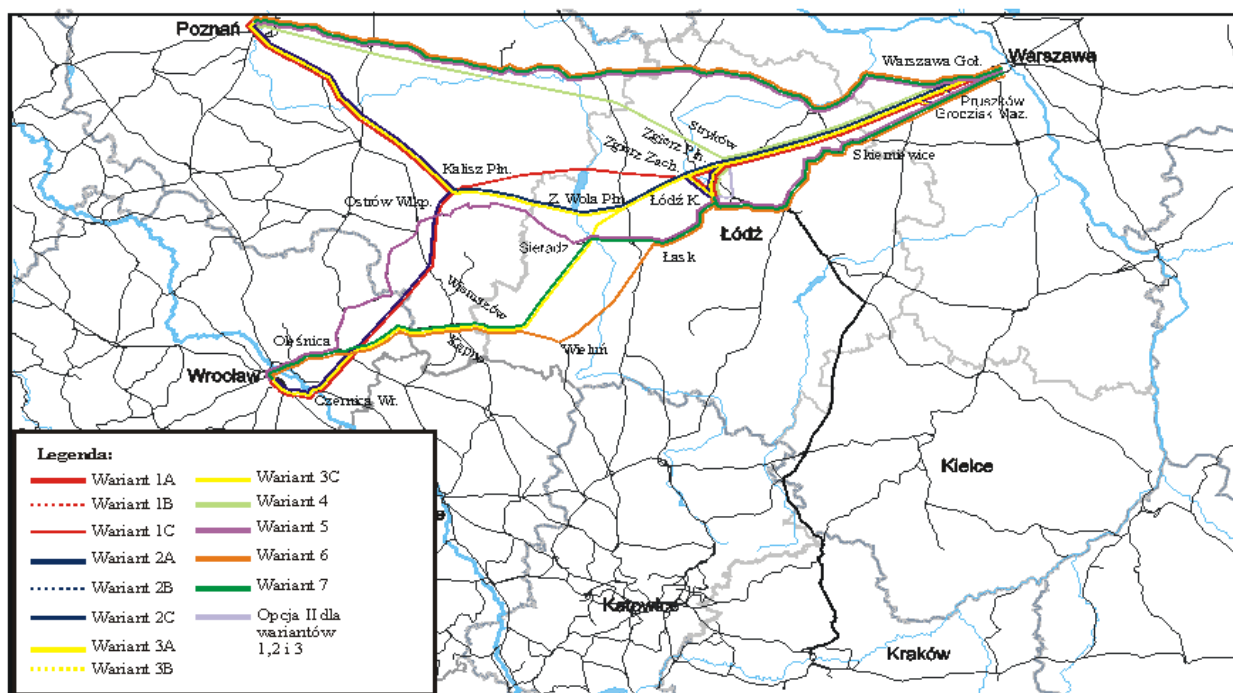 Poznań
Warszawa
Warszawa Goł.
Pruszków
Grodzisk Maz.
Stryków
Zgierz Płn.
Zgierz Zach.
Skierniewice
Kalisz Płn.
Ostrów Wlkp.
Z. Wola Płn.
Łódź K.
Łódź
Sieradz
Łask
Wieruszów
Kępno
Wieluń
Oleśnica
Wrocław
Czernica Wr.
Kielce
Katowice
Kraków
Legenda:
Wariant 1A
Wariant 1B
Wariant 1C
Wariant 2A
Wariant 2B
Wariant 2C
Wariant 3A
Wariant 3B
Wariant 3C
Wariant 4
Wariant 5
Wariant 6
Wariant 7
Opcja II dla
wariantów
1,2 i 3